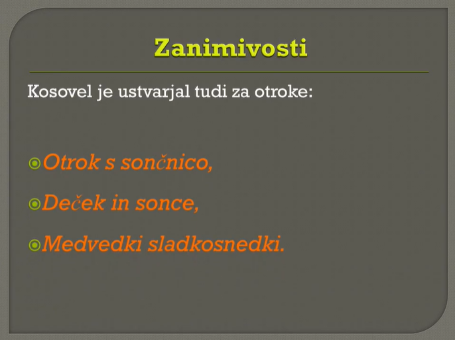 Zanimivosti
Kosovel je ustvarjal tudi za otroke:
Otrok s sončnico,
Deček in sonce,
Medvedki sladkosnedki.